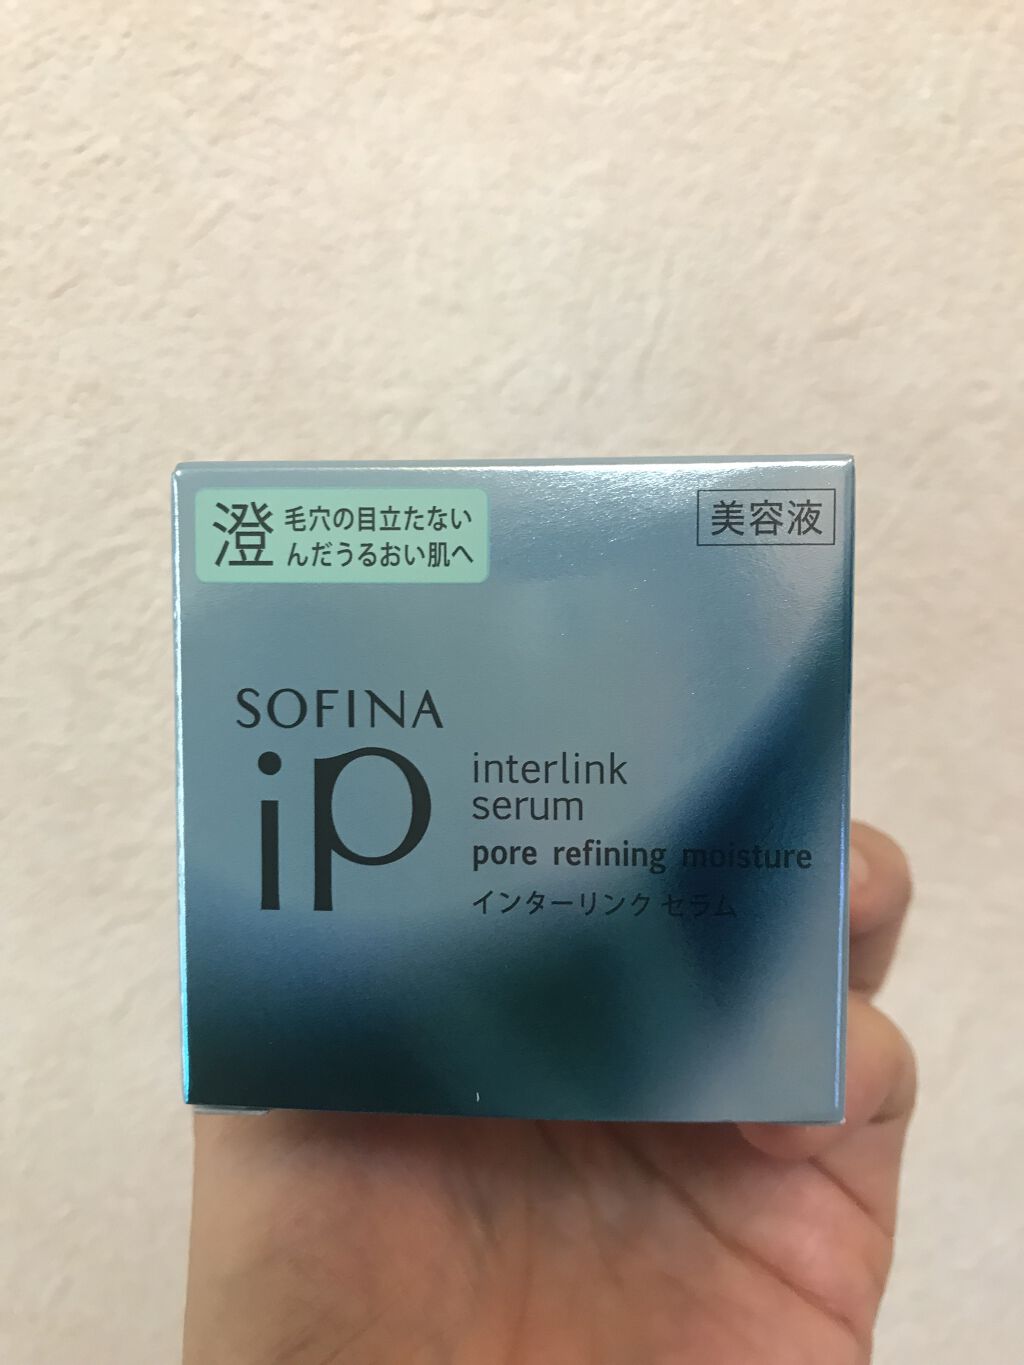 澄 毛穴の目立たない
んだうるおい肌へ
美容液
SOFINA
iP
interlink
serum
pore refining moisture
インターリンク セラム